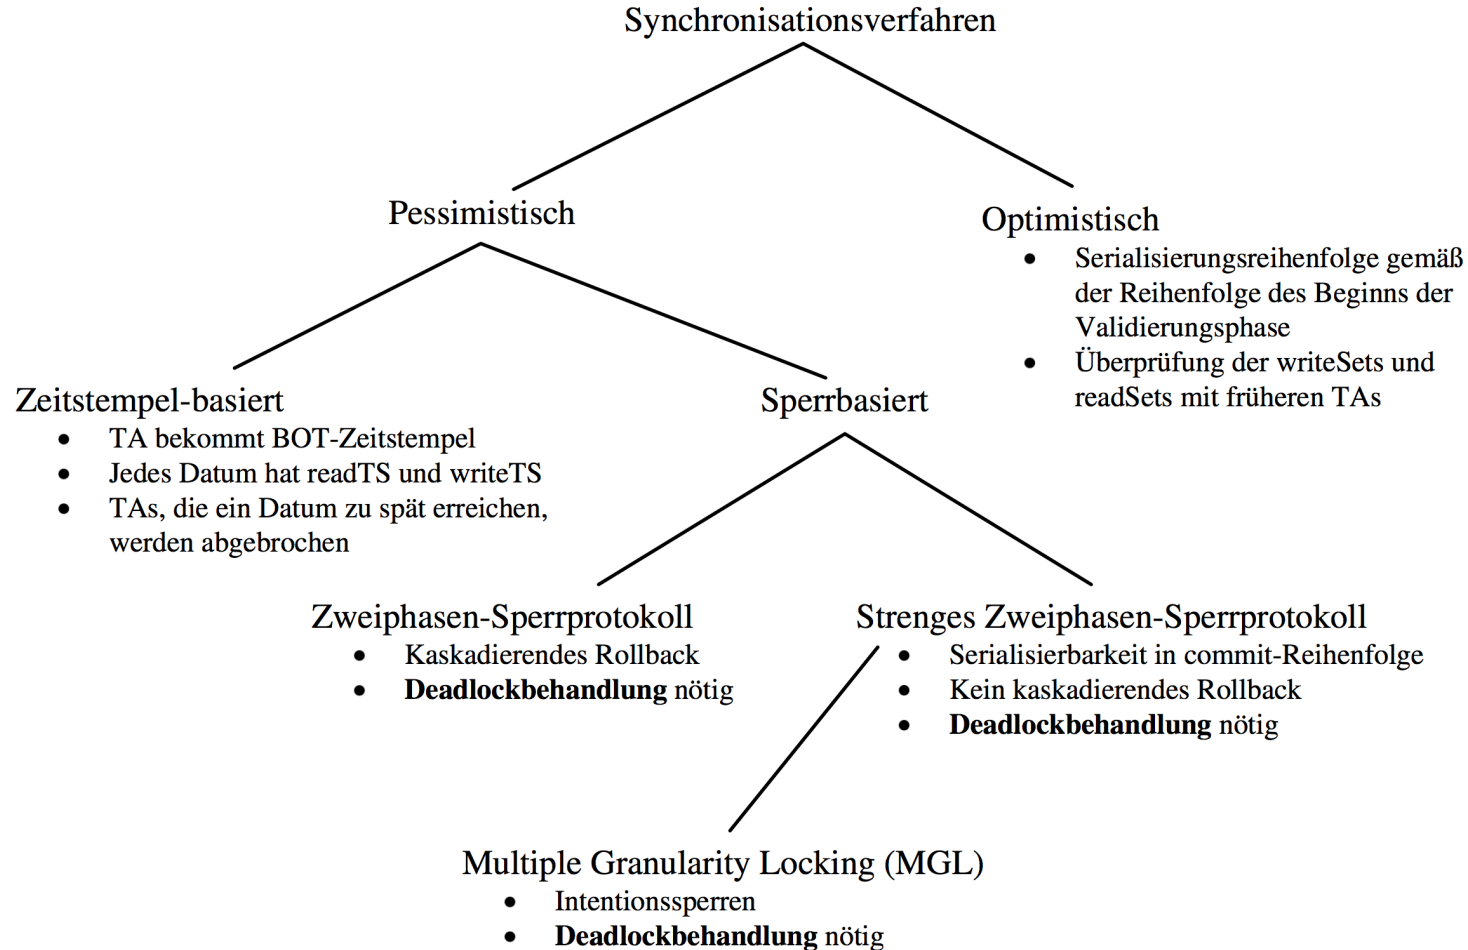 Synchronisationsverfahren
Pessimistisch
Optimistisch
• Serialisierungsreihenfolge gemäß
der Reihenfolge des Beginns der
Validierungsphase
• Überprüfung der writeSets und
readSets mit früheren TAs
Zeitstempel-basiert
• TA bekommt BOT-Zeitstempel
• Jedes Datum hat readTS und writeTS
• TAs, die ein Datum zu spät erreichen,
werden abgebrochen
Sperrbasiert
Zweiphasen-Sperrprotokoll
• Kaskadierendes Rollback
• Deadlockbehandlung nötig
Strenges Zweiphasen-Sperrprotokoll
• Serialisierbarkeit in commit-Reihenfolge
• Kein kaskadierendes Rollback
• Deadlockbehandlung nötig
Multiple Granularity Locking (MGL)
• Intentionssperren
• Deadlockbehandlung nötig